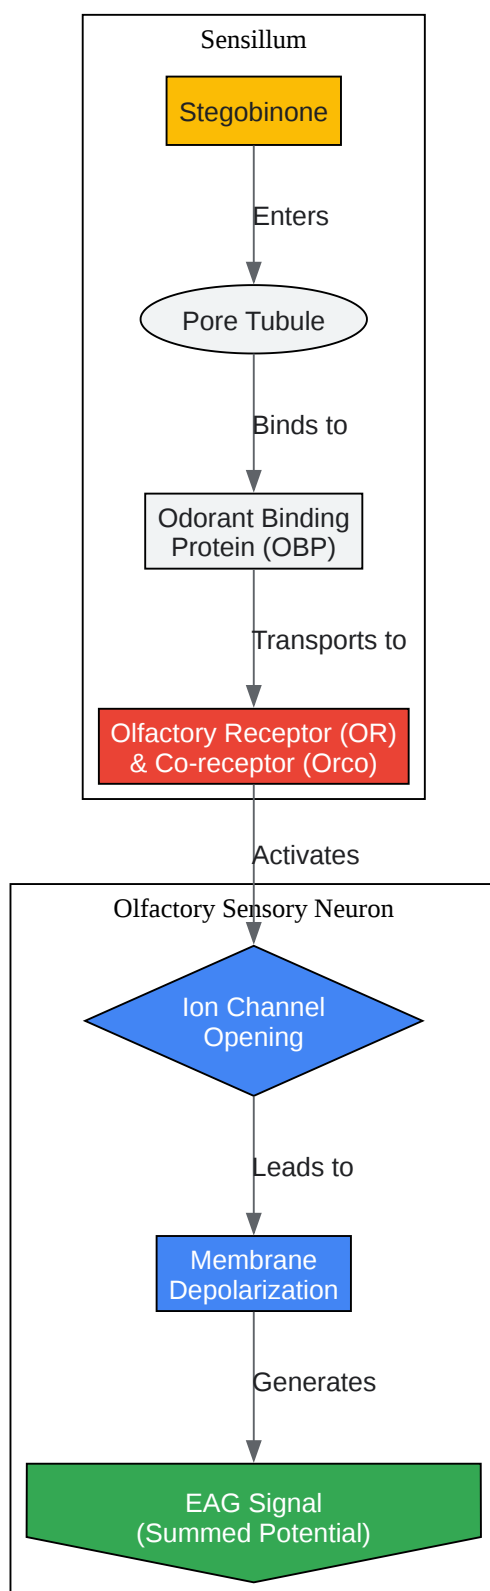 Sensillum
Stegobinone
Enters
Pore Tubule
Binds to
Odorant Binding
Protein (OBP)
Transports to
Olfactory Receptor (OR)
& Co-receptor (Orco)
Activates
Olfactory Sensory Neuron
Ion Channel
Opening
Leads to
Membrane
Depolarization
Generates
EAG Signal
(Summed Potential)